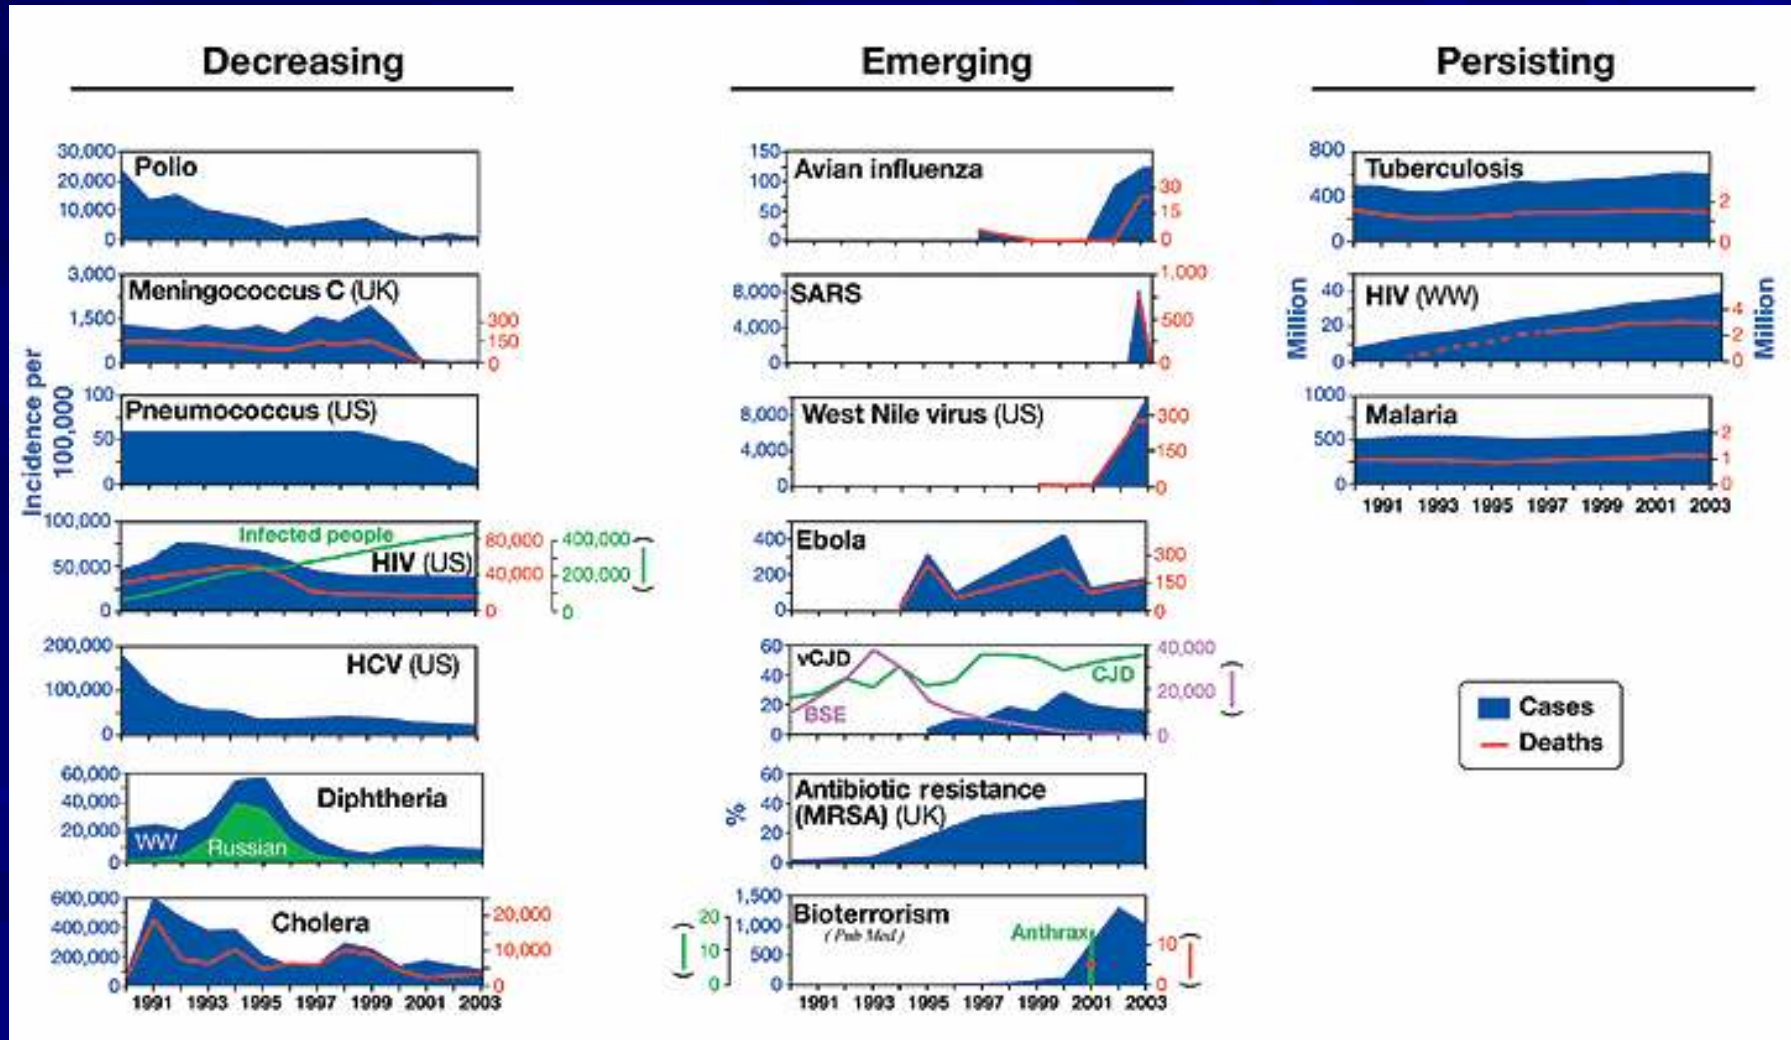 Decreasing
Incidence per
100,000
30,000
20,000
10,000
0
Polio
3,000
1,500
0
Meningococcus C (UK)
300
150
0
100
50
0
Pneumococcus (US)
100,000
50,000
0
Infected people
HIV (US)
80,000
40,000
0
400,000
200,000
0
200,000
100,000
0
HCV (US)
60,000
40,000
20,000
0
Diphtheria
WW
Russian
600,000
400,000
200,000
0
Cholera
20,000
10,000
0
1991 1993 1995 1997 1999 2001 2003
Emerging
150
100
50
0
Avian influenza
30
15
0
8,000
4,000
0
SARS
1,000
500
0
8,000
4,000
0
West Nile virus (US)
300
150
0
400
200
0
Ebola
300
150
0
60
40
20
0
vCJD
BSE
CJD
40,000
20,000
0
%
60
40
20
0
Antibiotic resistance
(MRSA) (UK)
20
10
0
1,500
1,000
500
0
Bioterrorism
( Pub Med )
Anthrax
10
0
1991 1993 1995 1997 1999 2001 2003
Persisting
Million
800
400
0
Tuberculosis
2
0
40
20
0
HIV (WW)
4
2
0
Million
1000
500
0
Malaria
2
1
0
1991 1993 1995 1997 1999 2001 2003
Cases
Deaths